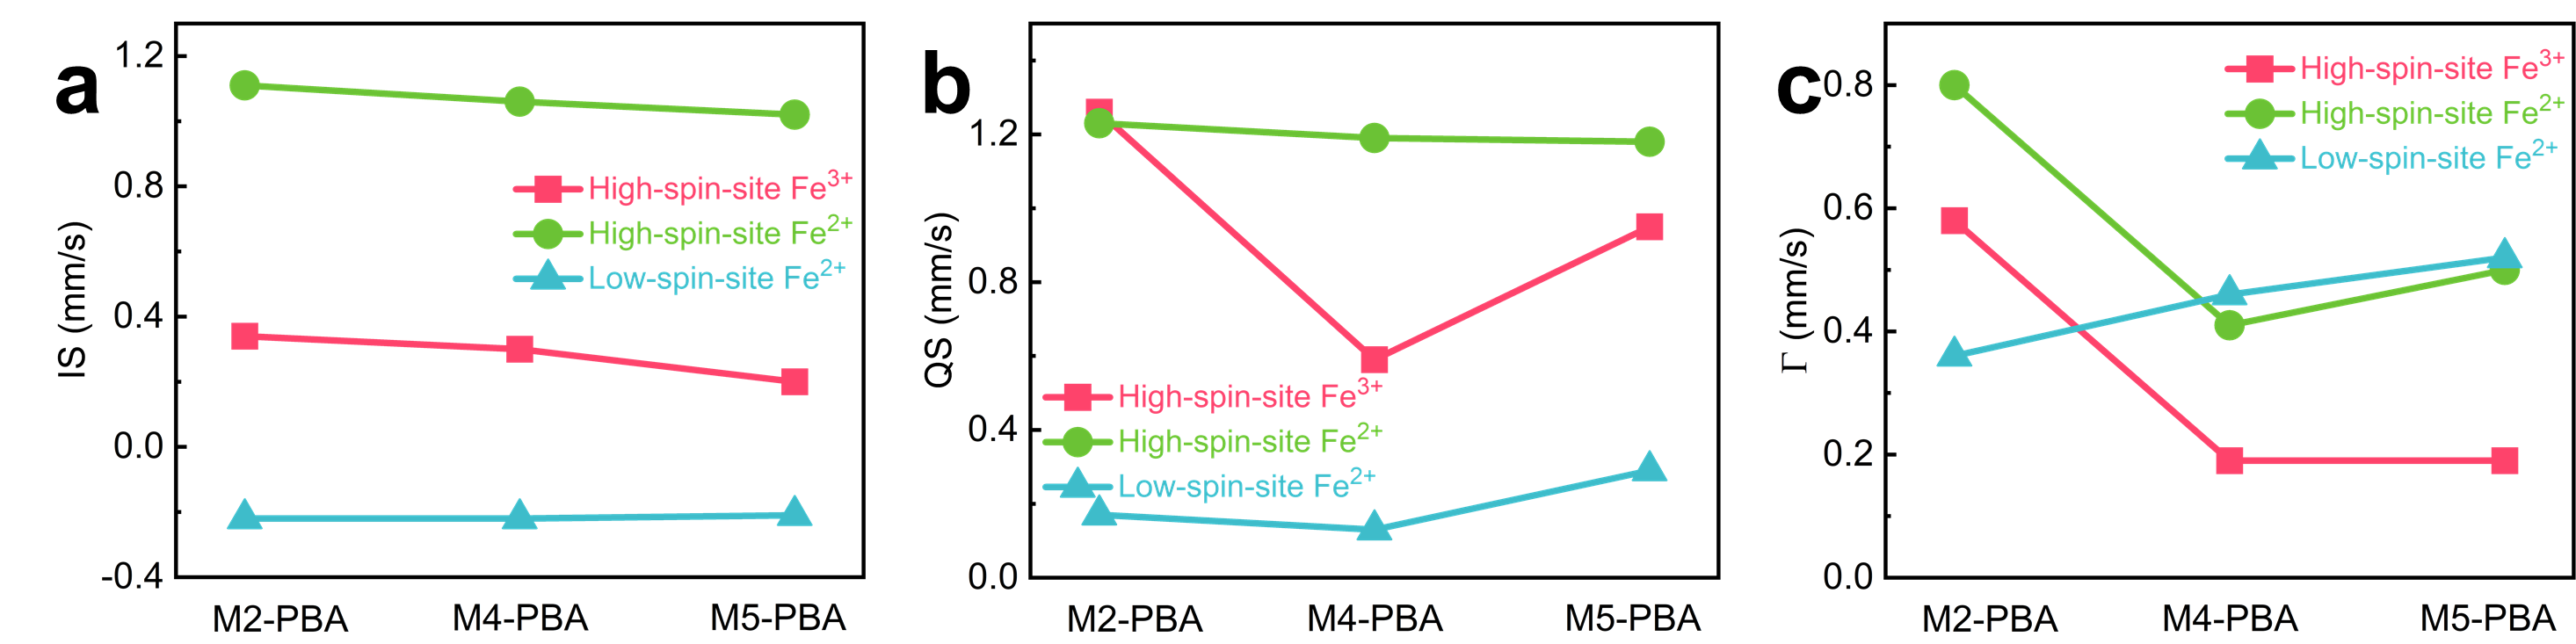 a
IS (mm/s)
1.2
0.8
0.4
0.0
-0.4
High-spin-site Fe3+
High-spin-site Fe2+
Low-spin-site Fe2+
M2-PBA M4-PBA M5-PBA
b
QS (mm/s)
1.2
0.8
0.4
0.0
High-spin-site Fe3+
High-spin-site Fe2+
Low-spin-site Fe2+
M2-PBA M4-PBA M5-PBA
c
Γ (mm/s)
0.8
0.6
0.4
0.2
0.0
High-spin-site Fe3+
High-spin-site Fe2+
Low-spin-site Fe2+
M2-PBA M4-PBA M5-PBA